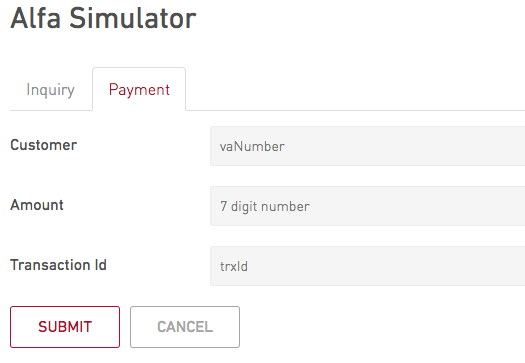 Alfa Simulator
Inquiry Payment
Customer vaNumber
Amount 7 digit number
Transaction Id trxId
SUBMIT CANCEL